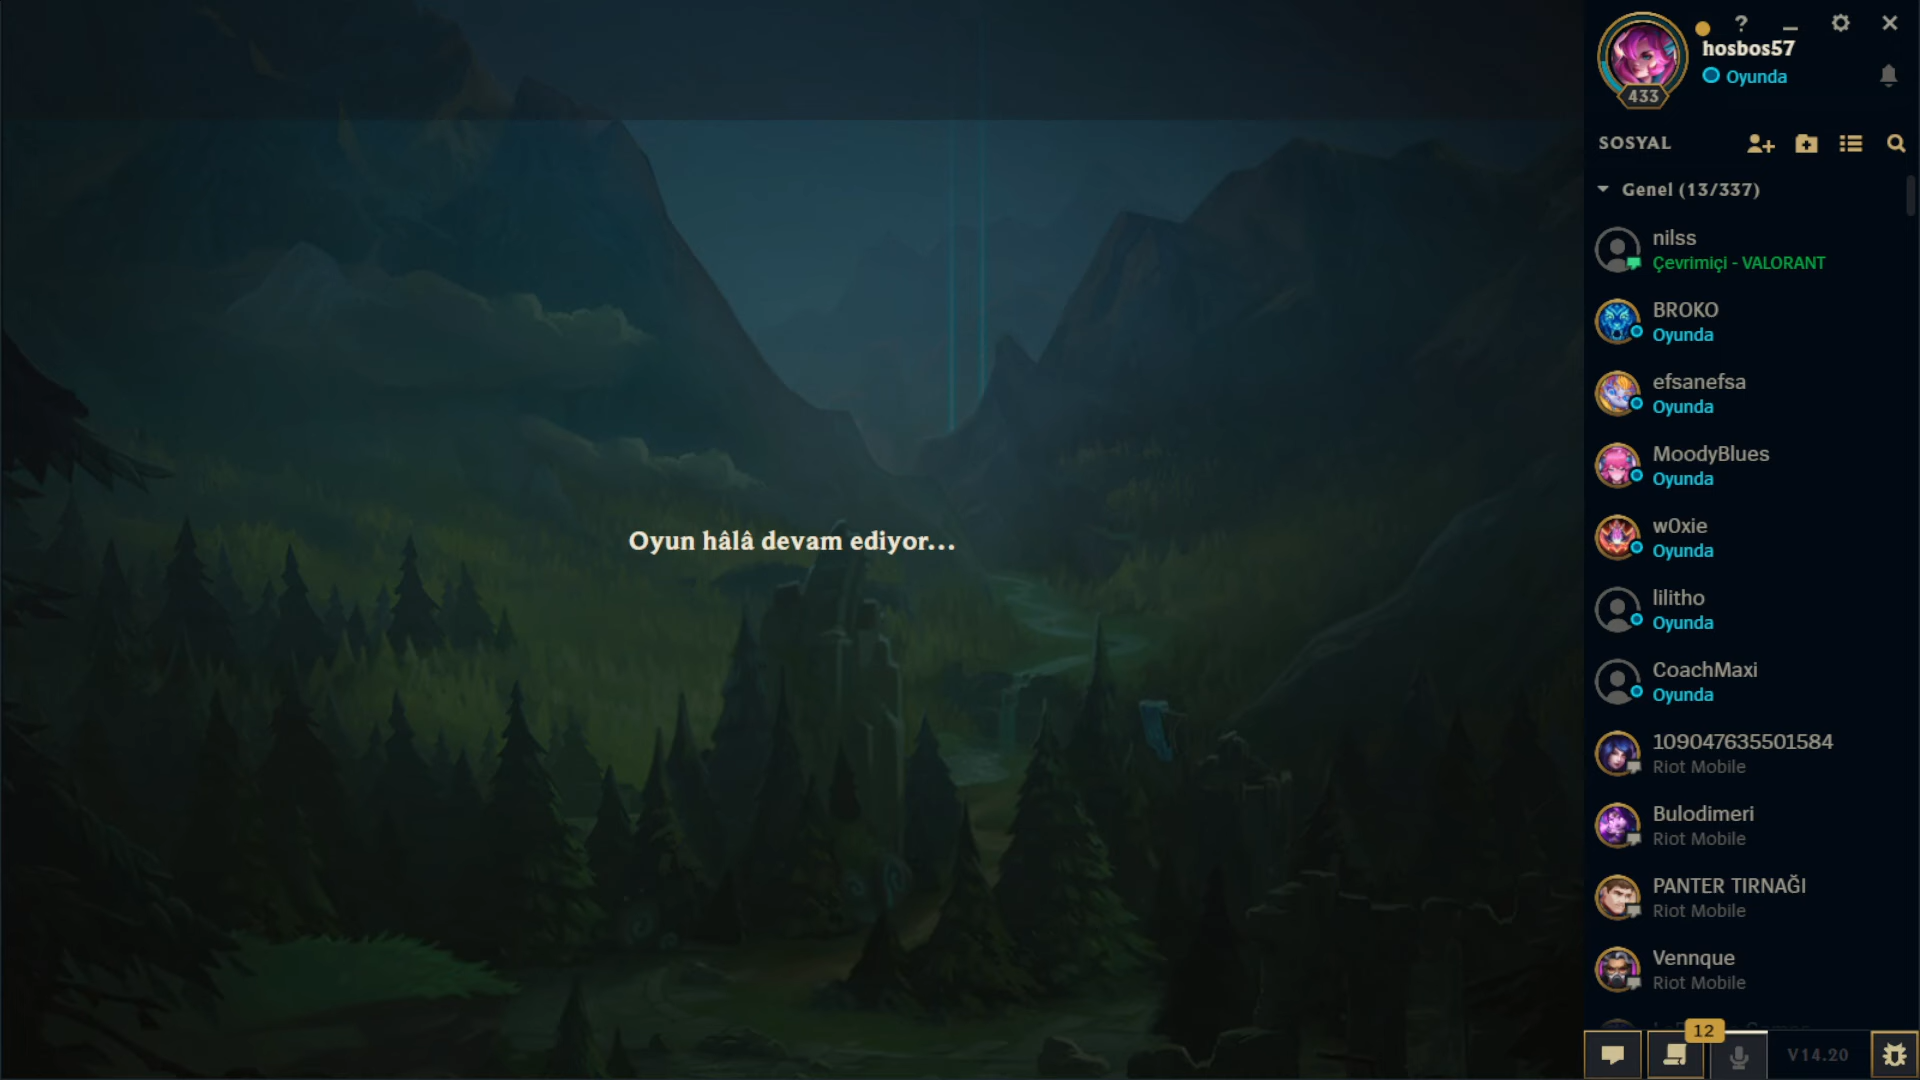 ?
hosbos57
Oyunda
433
SOSYAL
Genel (13/337)
nilss
Çevrimiçi - VALORANT
BROKO
Oyunda
efsanefsa
Oyunda
MoodyBlues
Oyunda
w0xie
Oyunda
lilitho
Oyunda
CoachMaxi
Oyunda
109047635501584
Riot Mobile
Bulodimeri
Riot Mobile
PANTER TIRNAĞI
Riot Mobile
Vennque
Riot Mobile
Oyun hâlâ devam ediyor...
12
V14.20